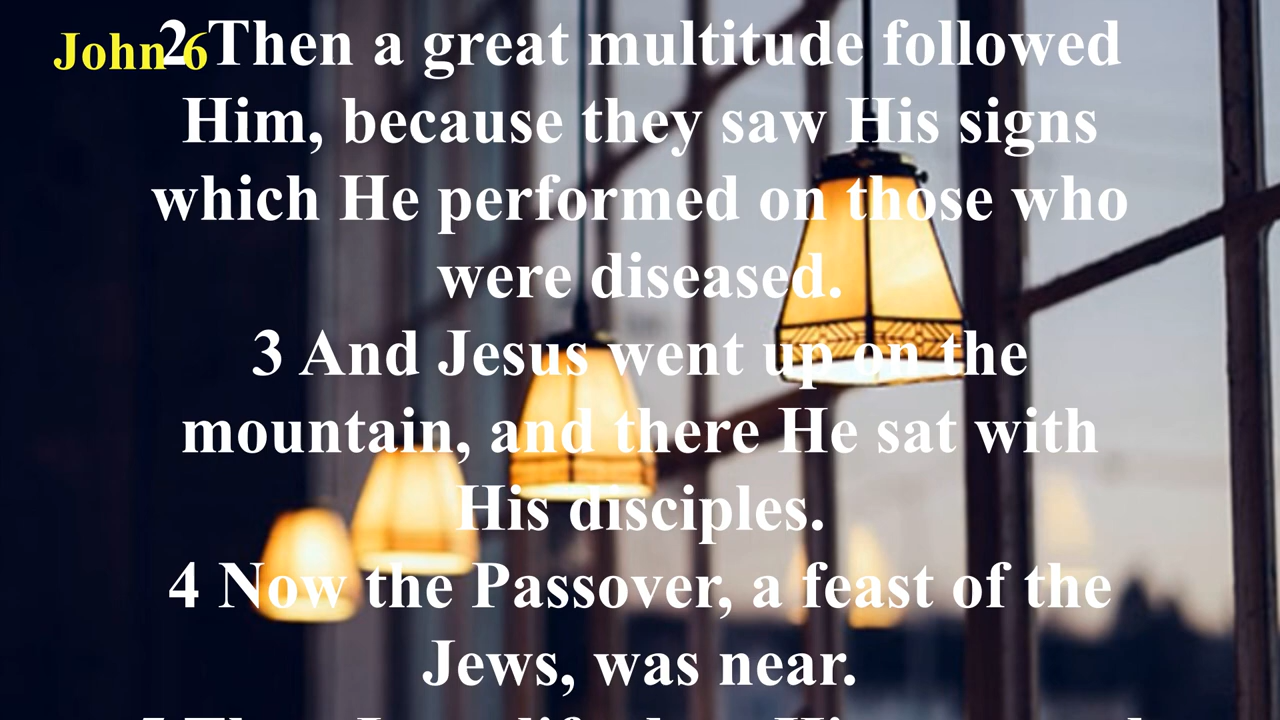 John 6
2 Then a great multitude followed
Him, because they saw His signs
which He performed on those who
were diseased.
3 And Jesus went up on the
mountain, and there He sat with
His disciples.
4 Now the Passover, a feast of the
Jews, was near.